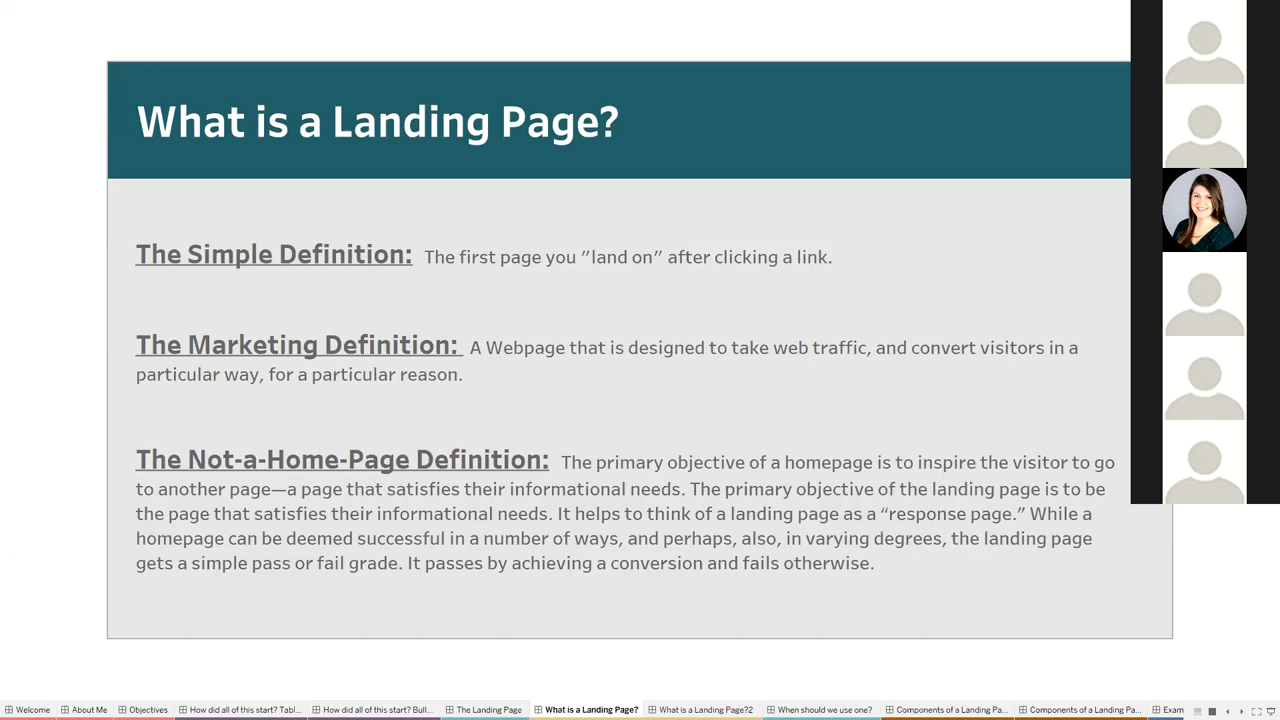 What is a Landing Page?
The Simple Definition: The first page you ”land on” after clicking a link.
The Marketing Definition: A Webpage that is designed to take web traffic, and convert visitors in a
particular way, for a particular reason.
The Not-a-Home-Page Definition: The primary objective of a homepage is to inspire the visitor to go
to another page—a page that satisfies their informational needs. The primary objective of the landing page is to be
the page that satisfies their informational needs. It helps to think of a landing page as a “response page.” While a
homepage can be deemed successful in a number of ways, and perhaps, also, in varying degrees, the landing page
gets a simple pass or fail grade. It passes by achieving a conversion and fails otherwise.
Welcome About Me Objectives How did all of this start? Tabl... How did all of this start? Bull... The Landing Page What is a Landing Page? What is a Landing Page?2 When should we use one? Components of a Landing Pa... Components of a Landing Pa... Exam